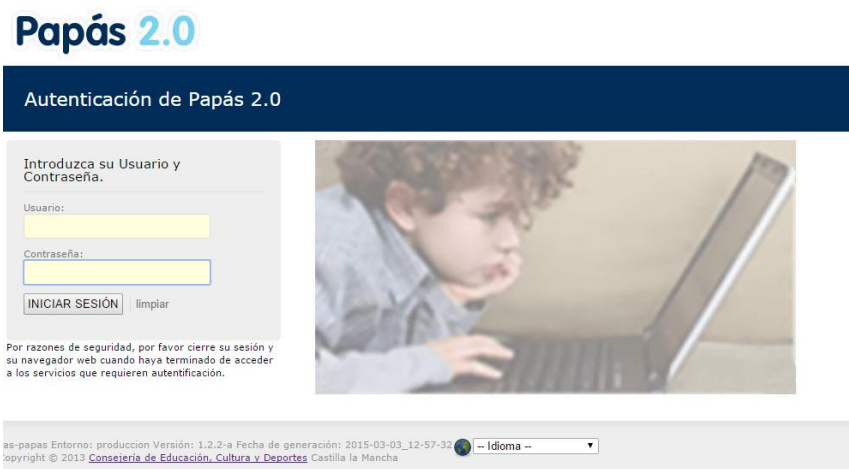 Papás 2.0
Autenticación de Papás 2.0
Introduzca su Usuario y
Contraseña.
Usuario:
Contraseña:
INICIAR SESIÓN limpiar
Por razones de seguridad, por favor cierre su sesión y
su navegador web cuando haya terminado de acceder
a los servicios que requieren autentificación.
as-papas Entorno: produccion Versión: 1.2.2-a Fecha de generación: 2015-03-03_12-57-32 -- Idioma --
Copyright © 2013 Consejería de Educación, Cultura y Deportes Castilla la Mancha